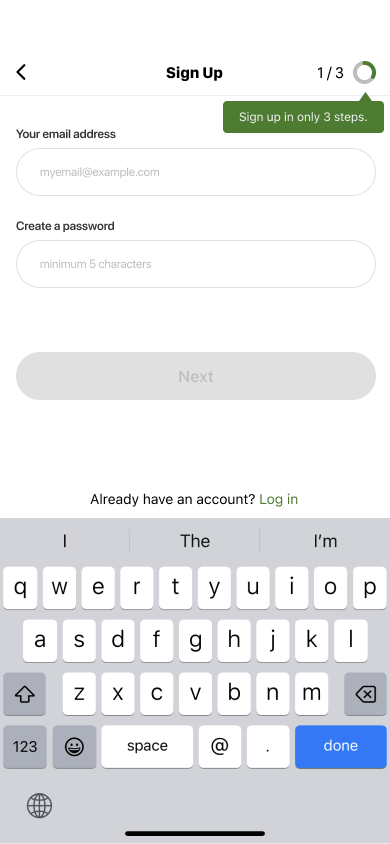 Sign Up
1 / 3
Sign up in only 3 steps.
Your email address
myemail@example.com
Create a password
minimum 5 characters
Next
Already have an account? Log in
I The I'm
q w e r t y u i o p
a s d f g h j k l
z x c v b n m
123 space @ . done